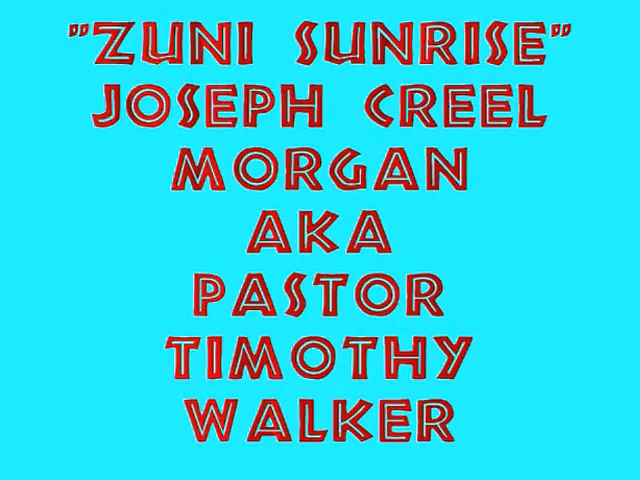 "ZUNI SUNRISE"
JOSEPH CREEL
MORGAN
AKA
PASTOR
TIMOTHY
WALKER